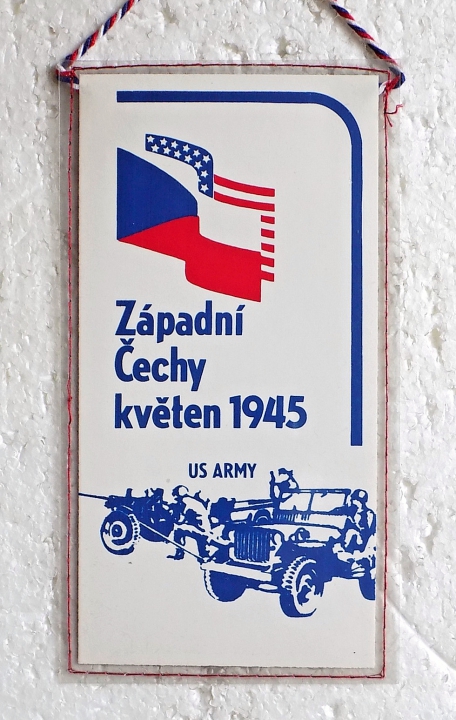 Západní
Čechy
květen 1945
US ARMY